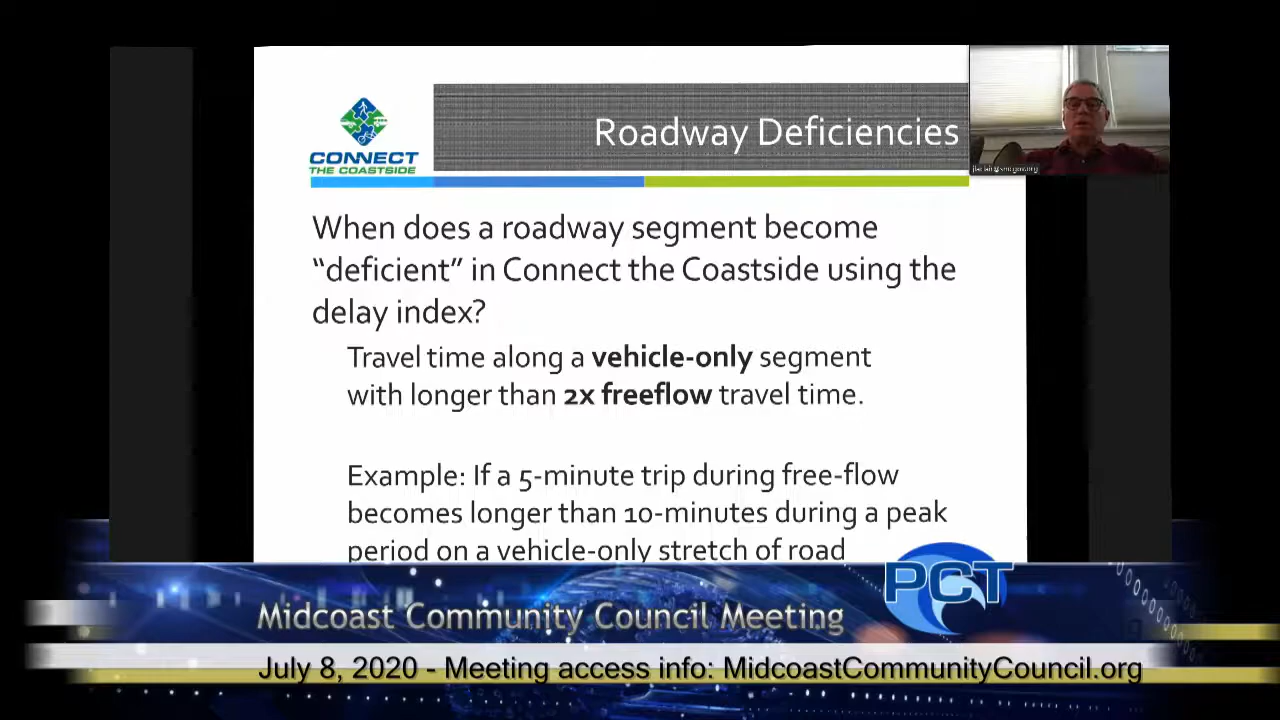 Roadway Deficiencies
CONNECT
THE COASTSIDE
When does a roadway segment become
“deficient” in Connect the Coastside using the
delay index?
Travel time along a vehicle-only segment
with longer than 2x freeflow travel time.
Example: If a 5-minute trip during free-flow
becomes longer than 10-minutes during a peak
period on a vehicle-only stretch of road
PCT
Midcoast Community Council Meeting
July 8, 2020 - Meeting access info: MidcoastCommunityCouncil.org